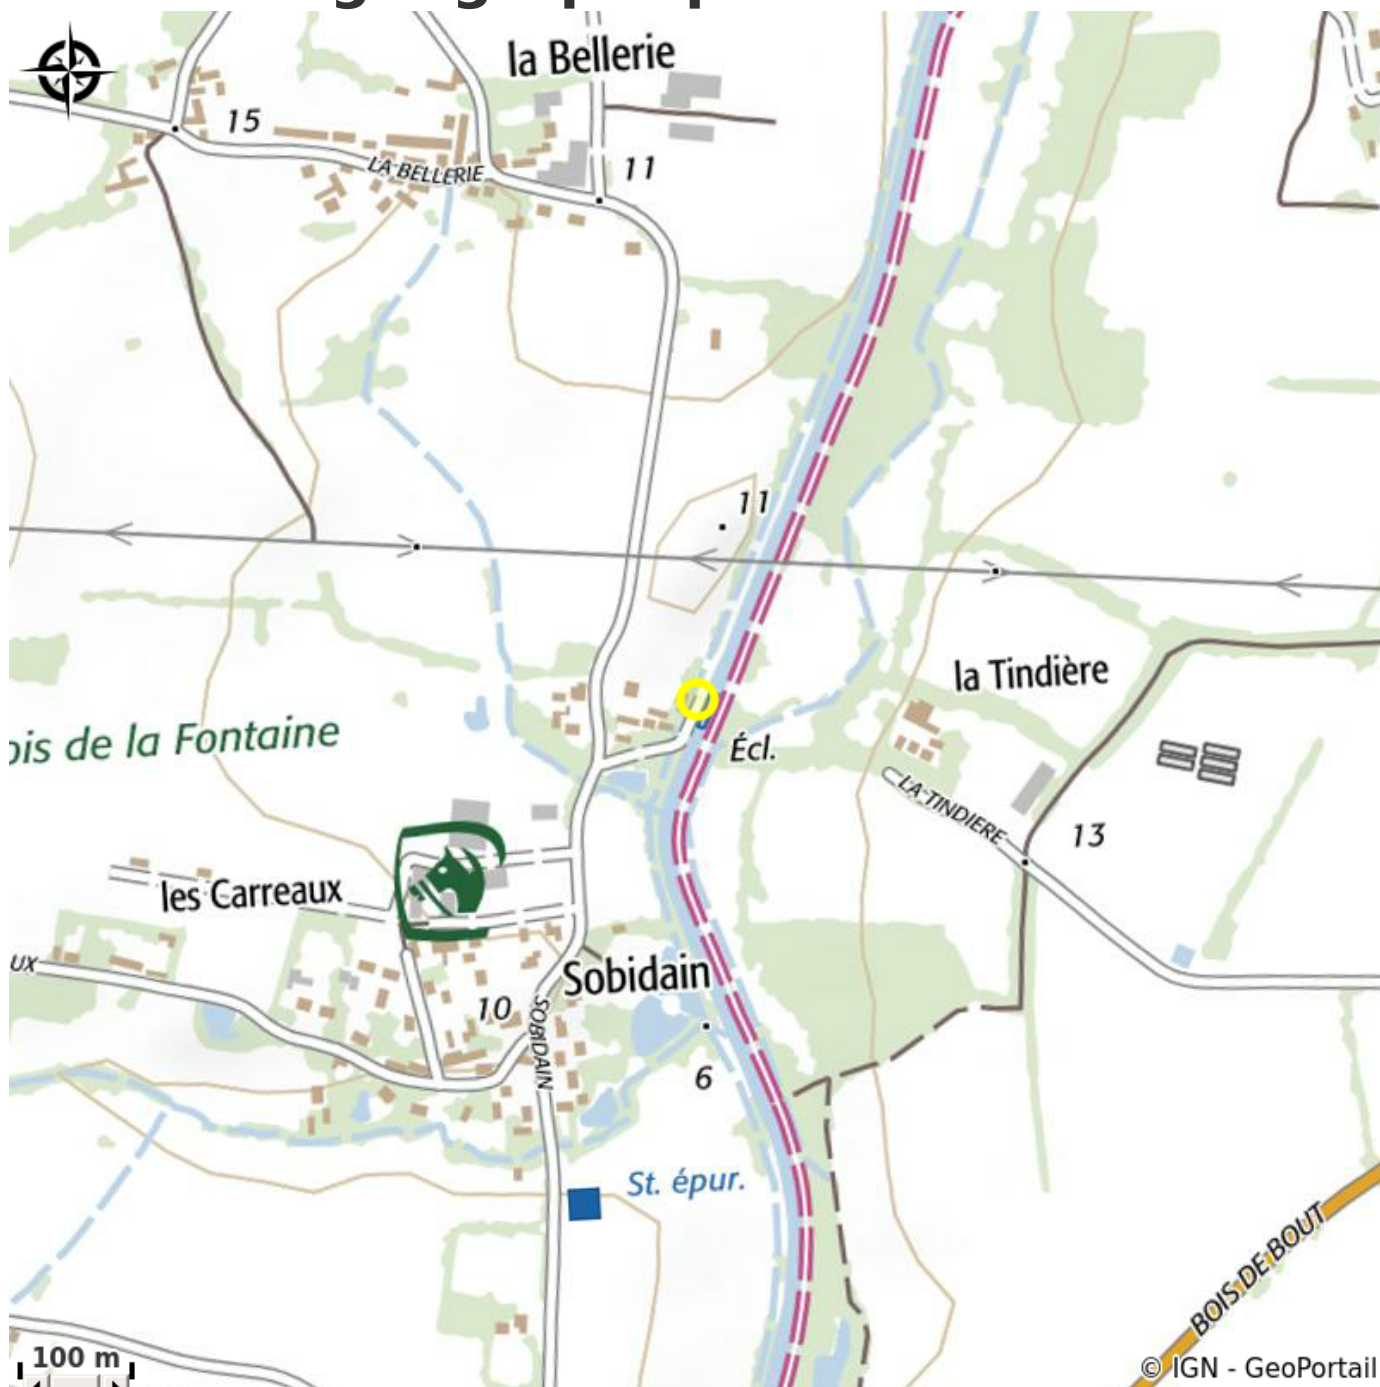 la Bellerie
15
LA BELLERIE
11
11
la Tindière
Écl.
ois de la Fontaine
LA TINDIERE
13
les Carreaux
UX
Sobidain
10
SOBIDAIN
6
St. épur.
BOIS DE BOUT
100 m
© IGN - GeoPortail